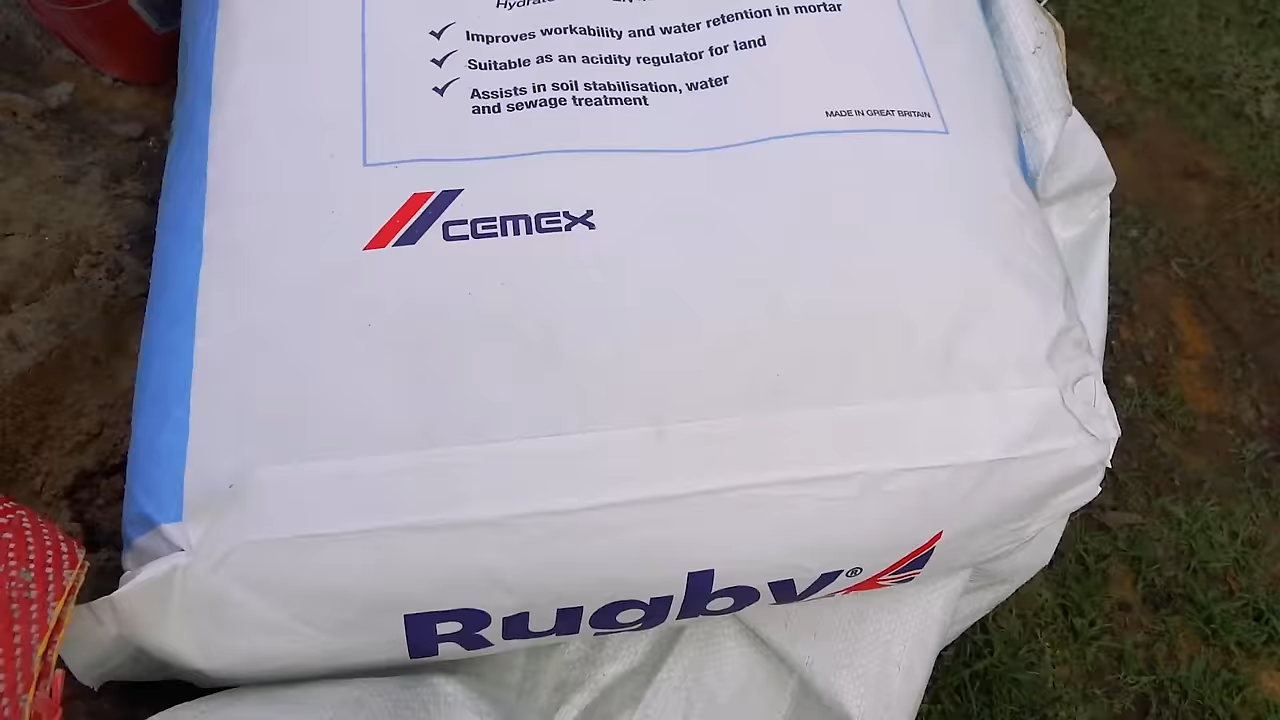 Improves workability and water retention in mortar
Suitable as an acidity regulator for land
Assists in soil stabilisation, water
and sewage treatment
MADE IN GREAT BRITAIN
CEMEX
Rugby®